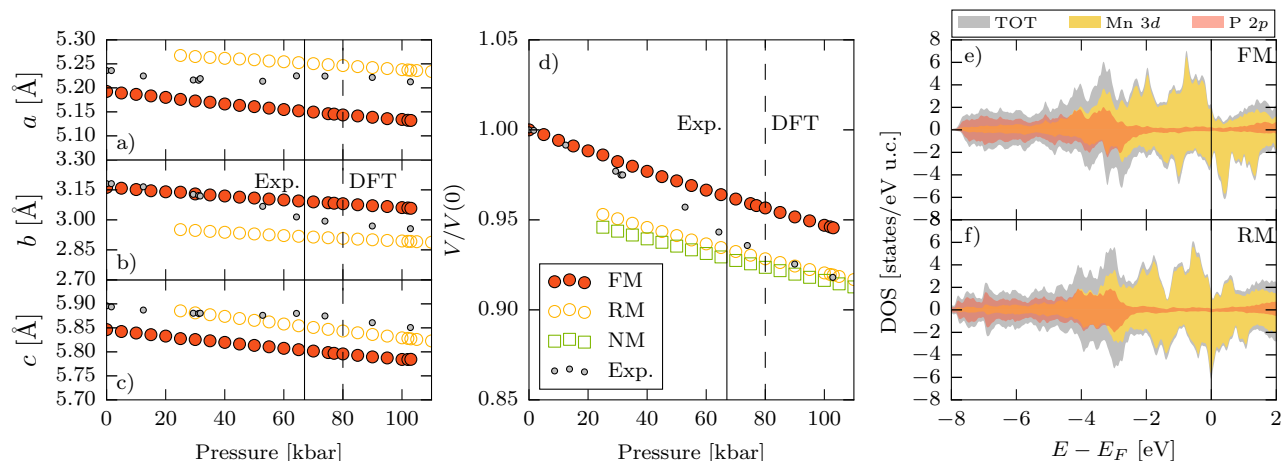 5.30
5.25
5.20
5.15
5.10
3.30
a [Å]
a)
3.15
3.00
2.85
2.70
b [Å]
Exp.
DFT
b)
5.90
5.85
5.80
5.75
5.70
c [Å]
c)
0 20 40 60 80 100
Pressure [kbar]
1.05
1.00
0.95
0.90
0.85
V/V(0)
d)
Exp.
DFT
FM
RM
NM
Exp.
0 20 40 60 80 100
Pressure [kbar]
TOT Mn 3d P 2p
8
6
4
2
0
−2
−4
−6
−8
e)
FM
DOS [states/eV u.c.]
6
4
2
0
−2
−4
−6
−8
f)
RM
−8 −6 −4 −2 0 2
E − E_F [eV]